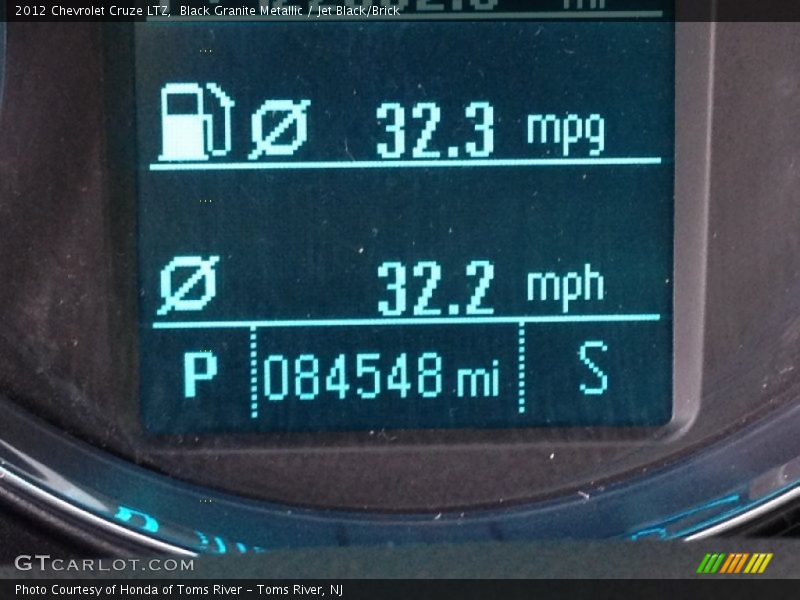 2012 Chevrolet Cruze LTZ,  Black Granite Metallic / Jet Black/Brick
mi
Ø 32.3 mpg
Ø 32.2 mph
P 084548 mi S
GTCARLOT.COM
Photo Courtesy of Honda of Toms River - Toms River, NJ